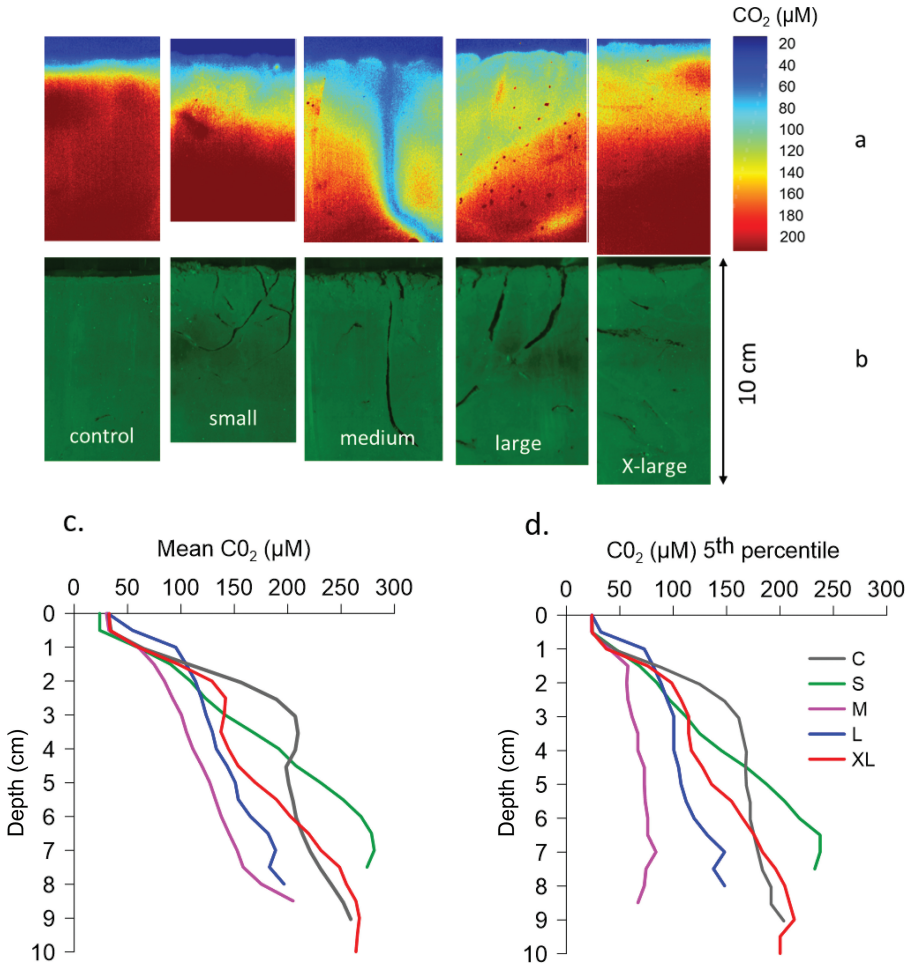 CO₂ (µM)
20
40
60
80
100
120
140
160
180
200
a
control
small
medium
large
X-large
10 cm
b
c.
Mean C0₂ (µM)
0 50 100 150 200 250 300
0
1
2
3
4
5
6
7
8
9
10
Depth (cm)
d.
C0₂ (µM) 5th percentile
0 50 100 150 200 250 300
0
1
2
3
4
5
6
7
8
9
10
Depth (cm)
C
S
M
L
XL